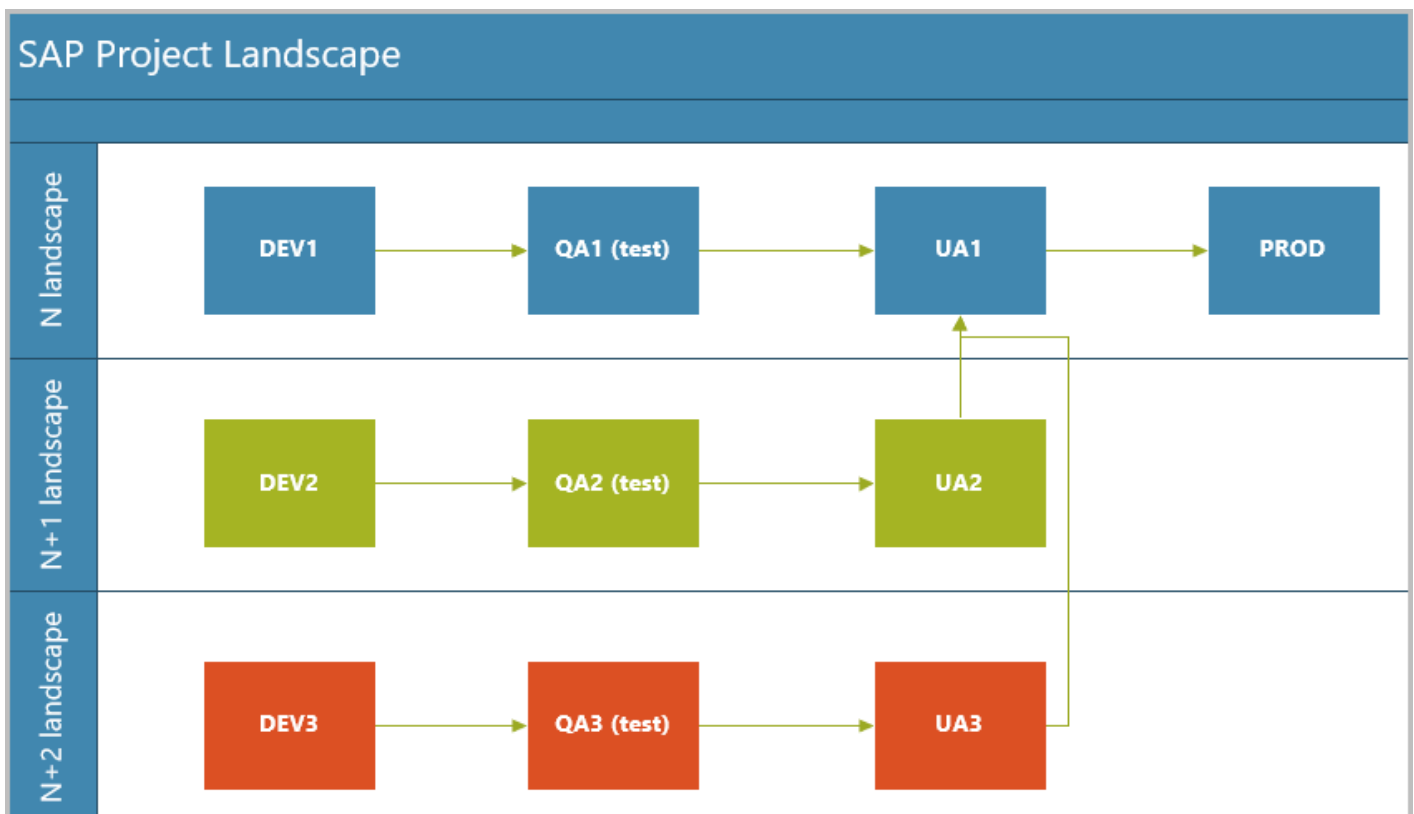 SAP Project Landscape
N landscape
DEV1
QA1 (test)
UA1
PROD
N+1 landscape
DEV2
QA2 (test)
UA2
N+2 landscape
DEV3
QA3 (test)
UA3